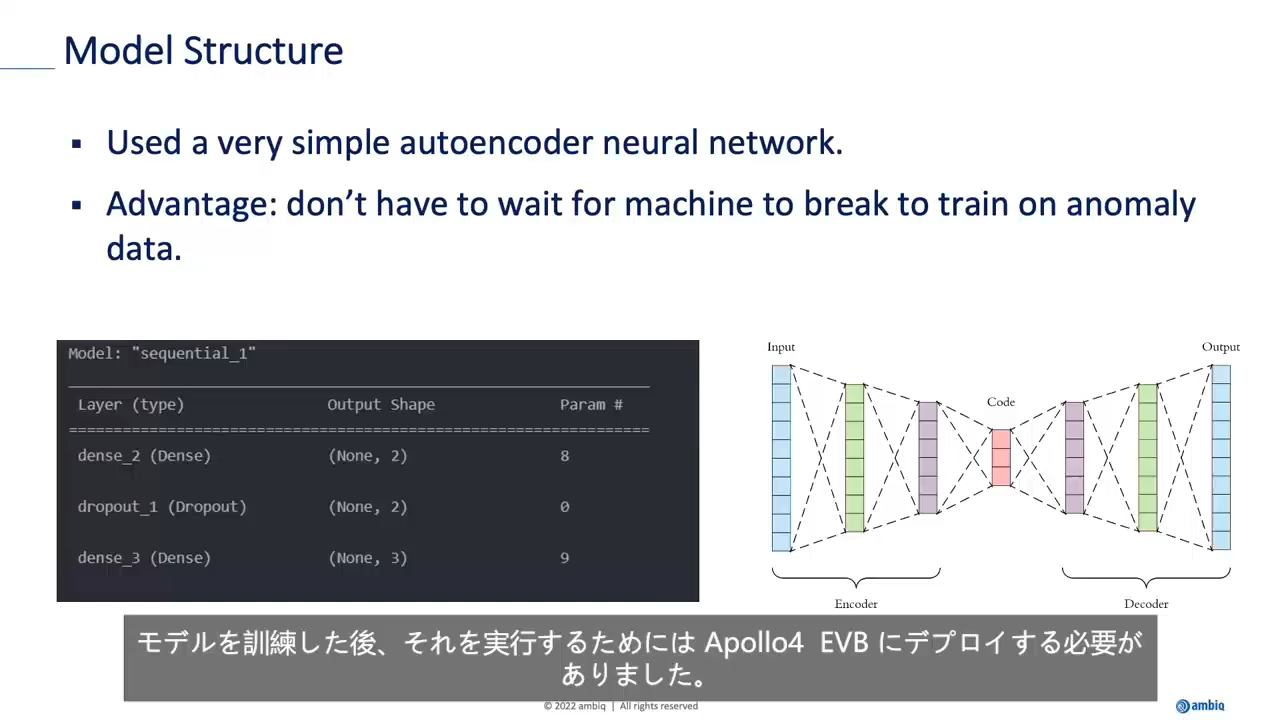 Model Structure
▪ Used a very simple autoencoder neural network.
▪ Advantage: don’t have to wait for machine to break to train on anomaly
data.
Model: "sequential_1"
Layer (type) Output Shape Param #
=================================================================
dense_2 (Dense) (None, 2) 8
dropout_1 (Dropout) (None, 2) 0
dense_3 (Dense) (None, 3) 9
Input
Output
Code
Encoder
Decoder
モデルを訓練した後、それを実行するためには Apollo4 EVB にデプロイする必要が
ありました。
© 2022 ambiq | All rights reserved
ambiq